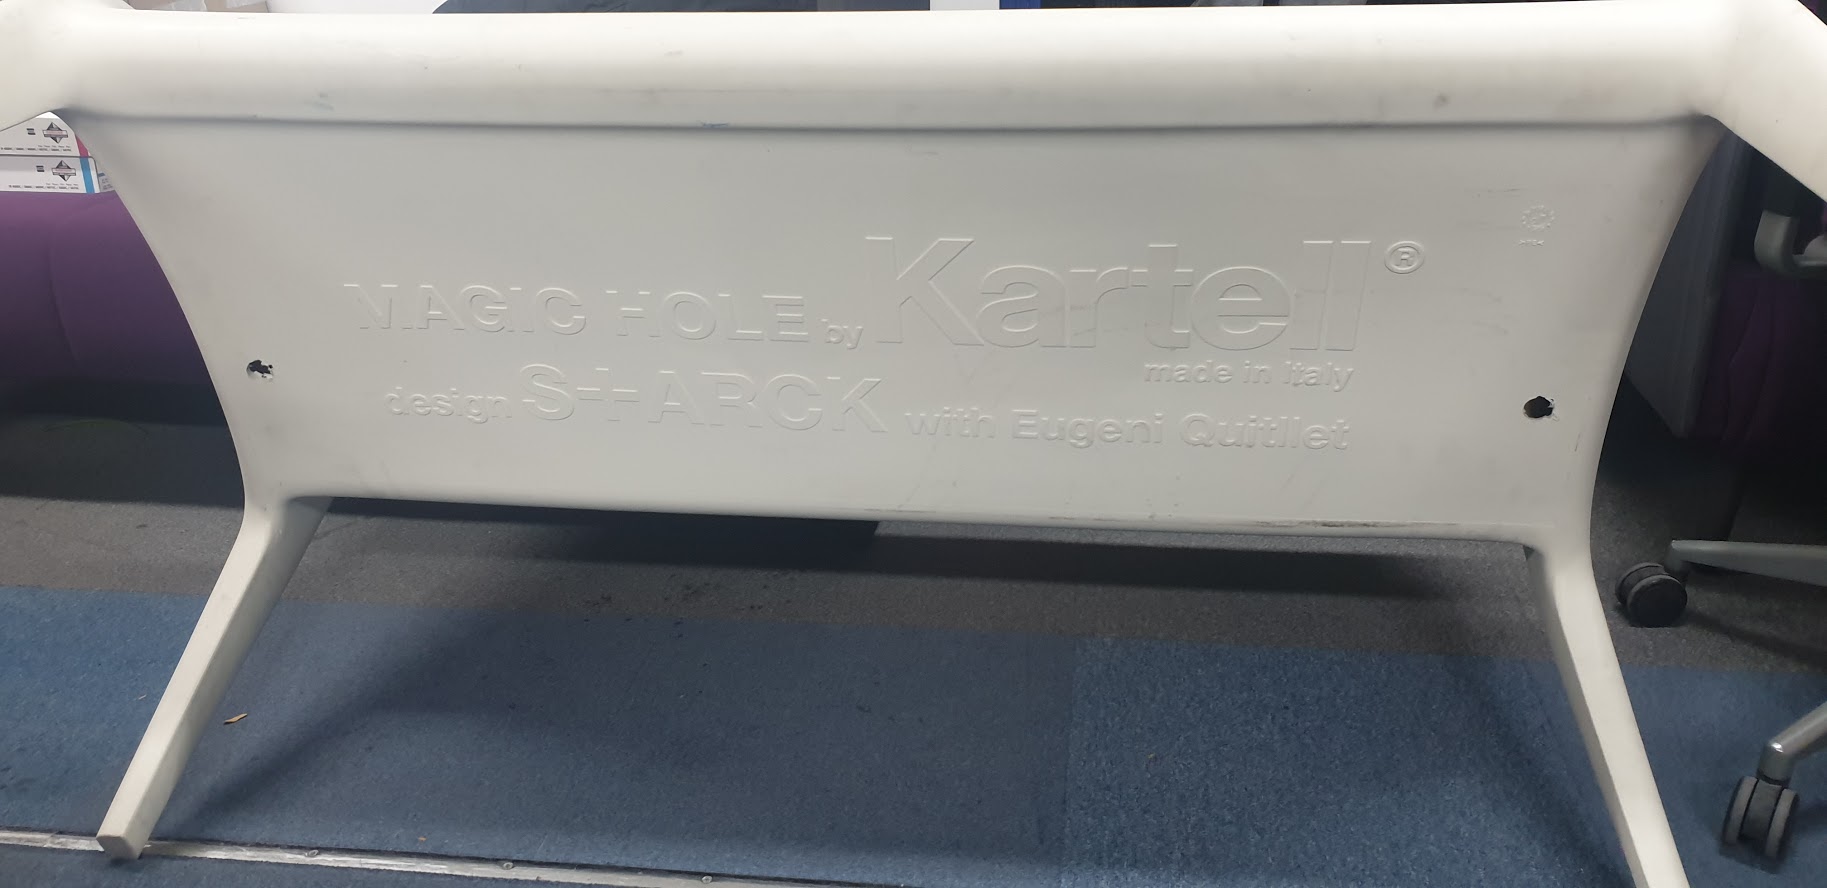 MAGIC HOLE by Kartell®
made in Italy
design S+ARCK with Eugeni Quitllet